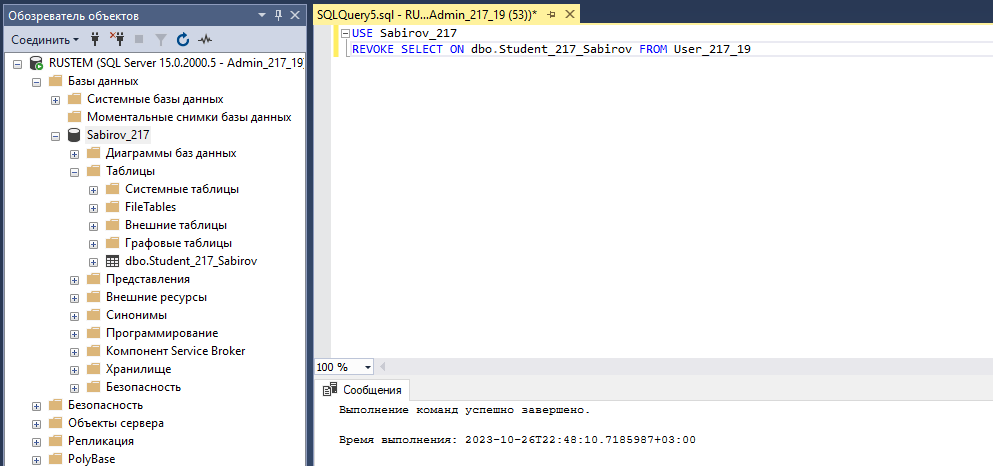 Обозреватель объектов
Соединить
RUSTEM (SQL Server 15.0.2000.5 - Admin_217_19)
Базы данных
Системные базы данных
Моментальные снимки базы данных
Sabirov_217
Диаграммы баз данных
Таблицы
Системные таблицы
FileTables
Внешние таблицы
Графовые таблицы
dbo.Student_217_Sabirov
Представления
Внешние ресурсы
Синонимы
Программирование
Компонент Service Broker
Хранилище
Безопасность
Безопасность
Объекты сервера
Репликация
PolyBase
SQLQuery5.sql - RU...Admin_217_19 (53))*
USE Sabirov_217
REVOKE SELECT ON dbo.Student_217_Sabirov FROM User_217_19
100 %
Сообщения
Выполнение команд успешно завершено.
Время выполнения: 2023-10-26T22:48:10.7185987+03:00